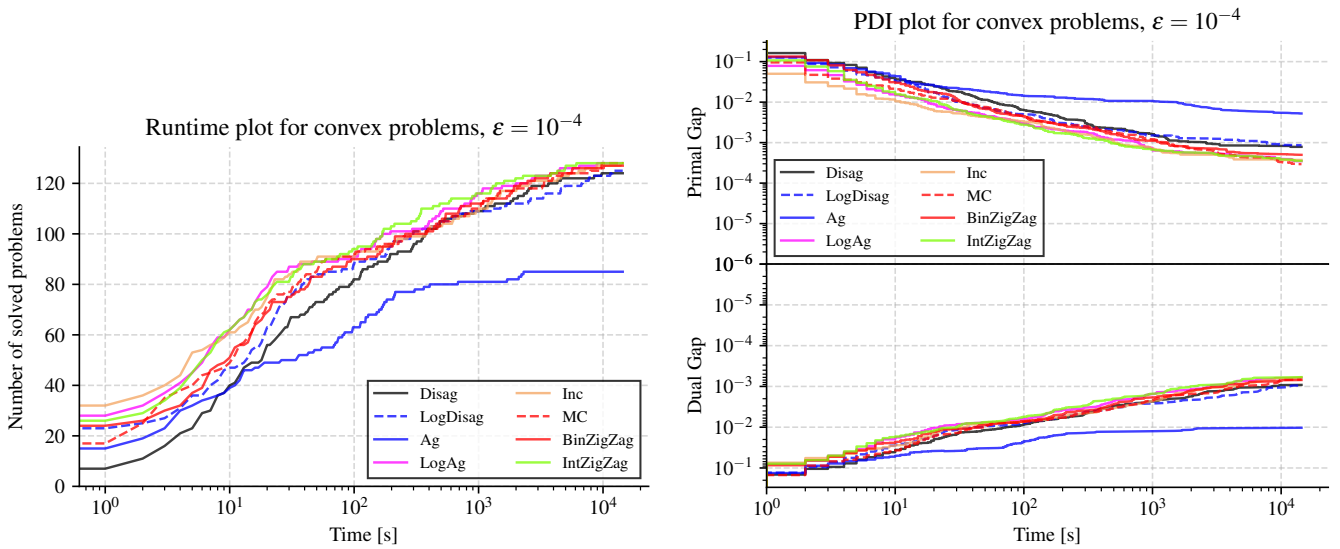 Runtime plot for convex problems, ε = 10⁻⁴
Number of solved problems
120
100
80
60
40
20
0
Disag
LogDisag
Ag
LogAg
Inc
MC
BinZigZag
IntZigZag
10⁰ 10¹ 10² 10³ 10⁴
Time [s]
PDI plot for convex problems, ε = 10⁻⁴
Primal Gap
10⁻¹
10⁻²
10⁻³
10⁻⁴
10⁻⁵
10⁻⁶
Disag
LogDisag
Ag
LogAg
Inc
MC
BinZigZag
IntZigZag
Dual Gap
10⁻⁵
10⁻⁴
10⁻³
10⁻²
10⁻¹
10⁰ 10¹ 10² 10³ 10⁴
Time [s]